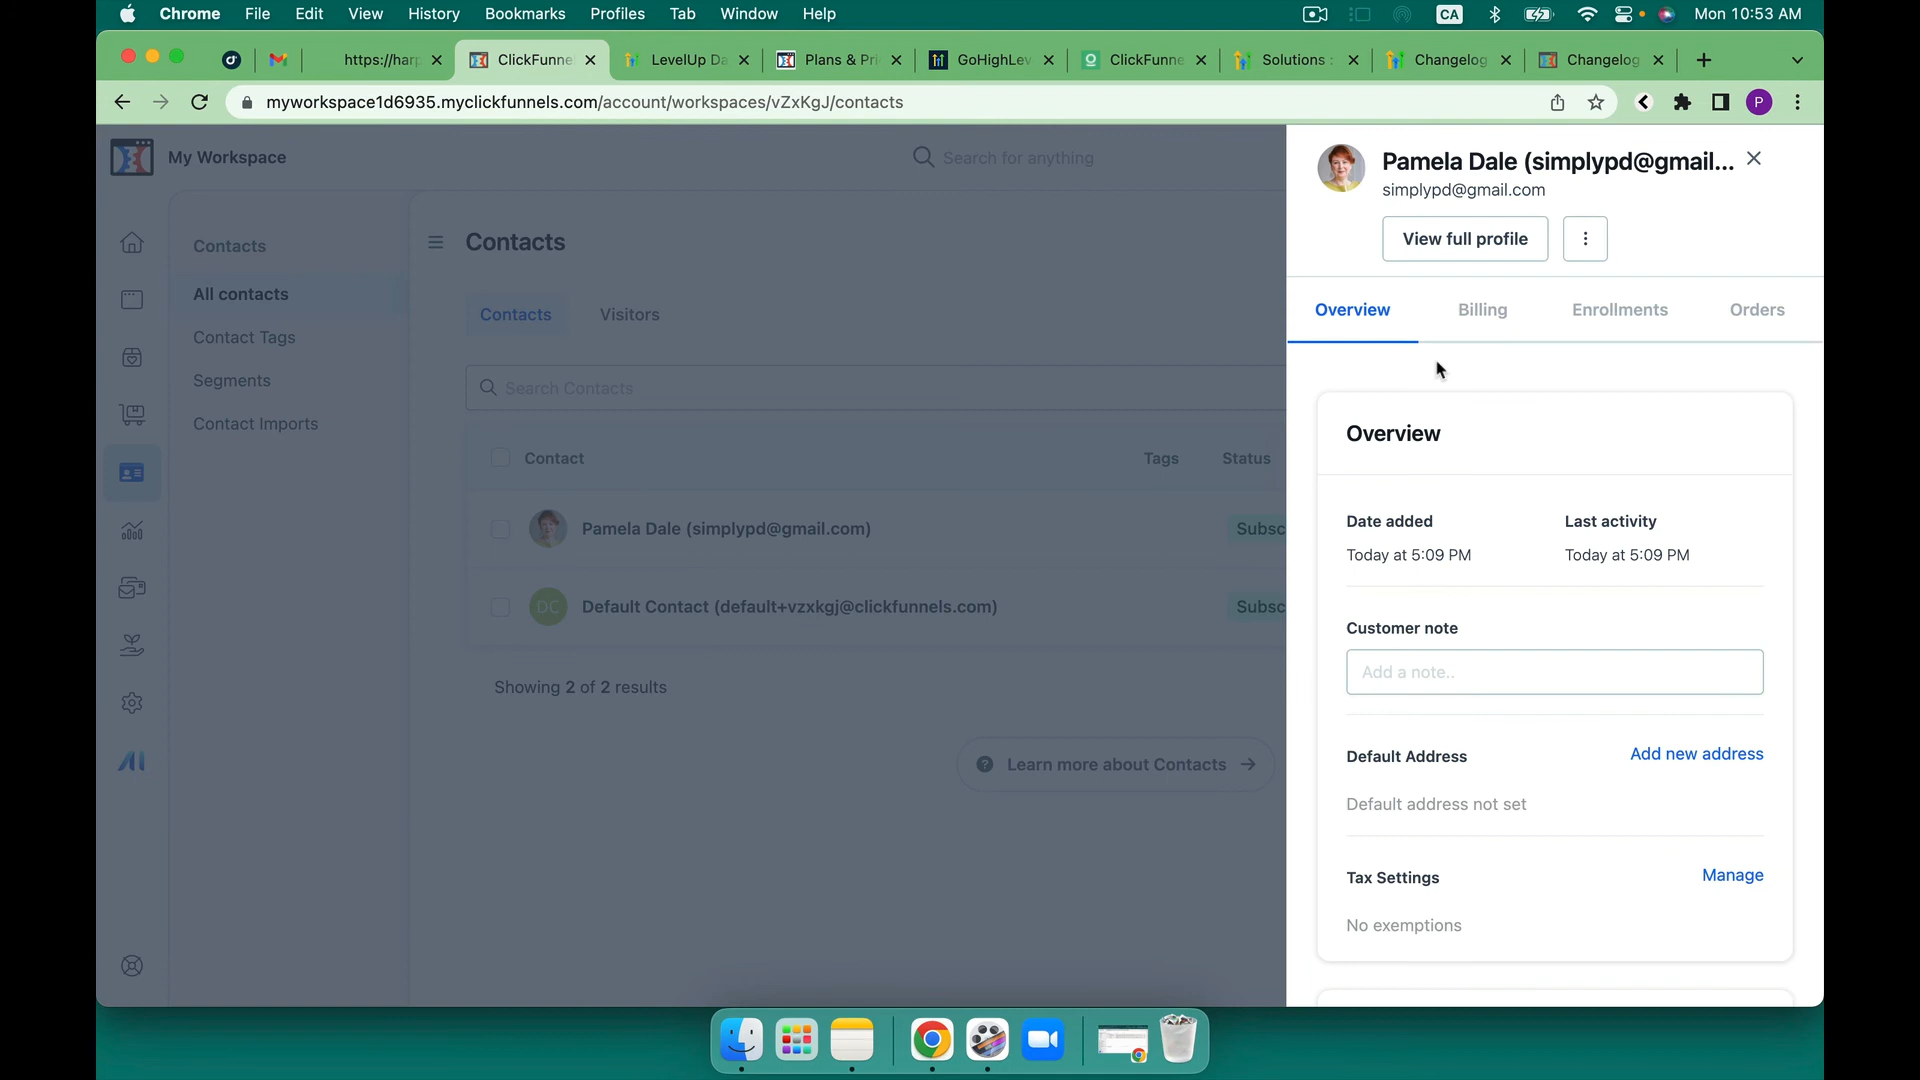 Chrome File Edit View History Bookmarks Profiles Tab Window Help CA Mon 10:53 AM
https://harp ClickFunne LevelUp Da Plans & Pri GoHighLev ClickFunne Solutions : Changelog Changelog
myworkspace1d6935.myclickfunnels.com/account/workspaces/vZxKgJ/contacts P
My Workspace
Search for anything
Contacts
All contacts
Contact Tags
Segments
Contact Imports
AI
Contacts
Contacts Visitors
Search Contacts
Contact Tags Status
Pamela Dale (simplypd@gmail.com) Subsc
DC Default Contact (default+vzxkgj@clickfunnels.com) Subsc
Showing 2 of 2 results
Learn more about Contacts
Pamela Dale (simplypd@gmail...
simplypd@gmail.com
View full profile
Overview Billing Enrollments Orders
Overview
Date added Last activity
Today at 5:09 PM Today at 5:09 PM
Customer note
Add a note..
Default Address Add new address
Default address not set
Tax Settings Manage
No exemptions